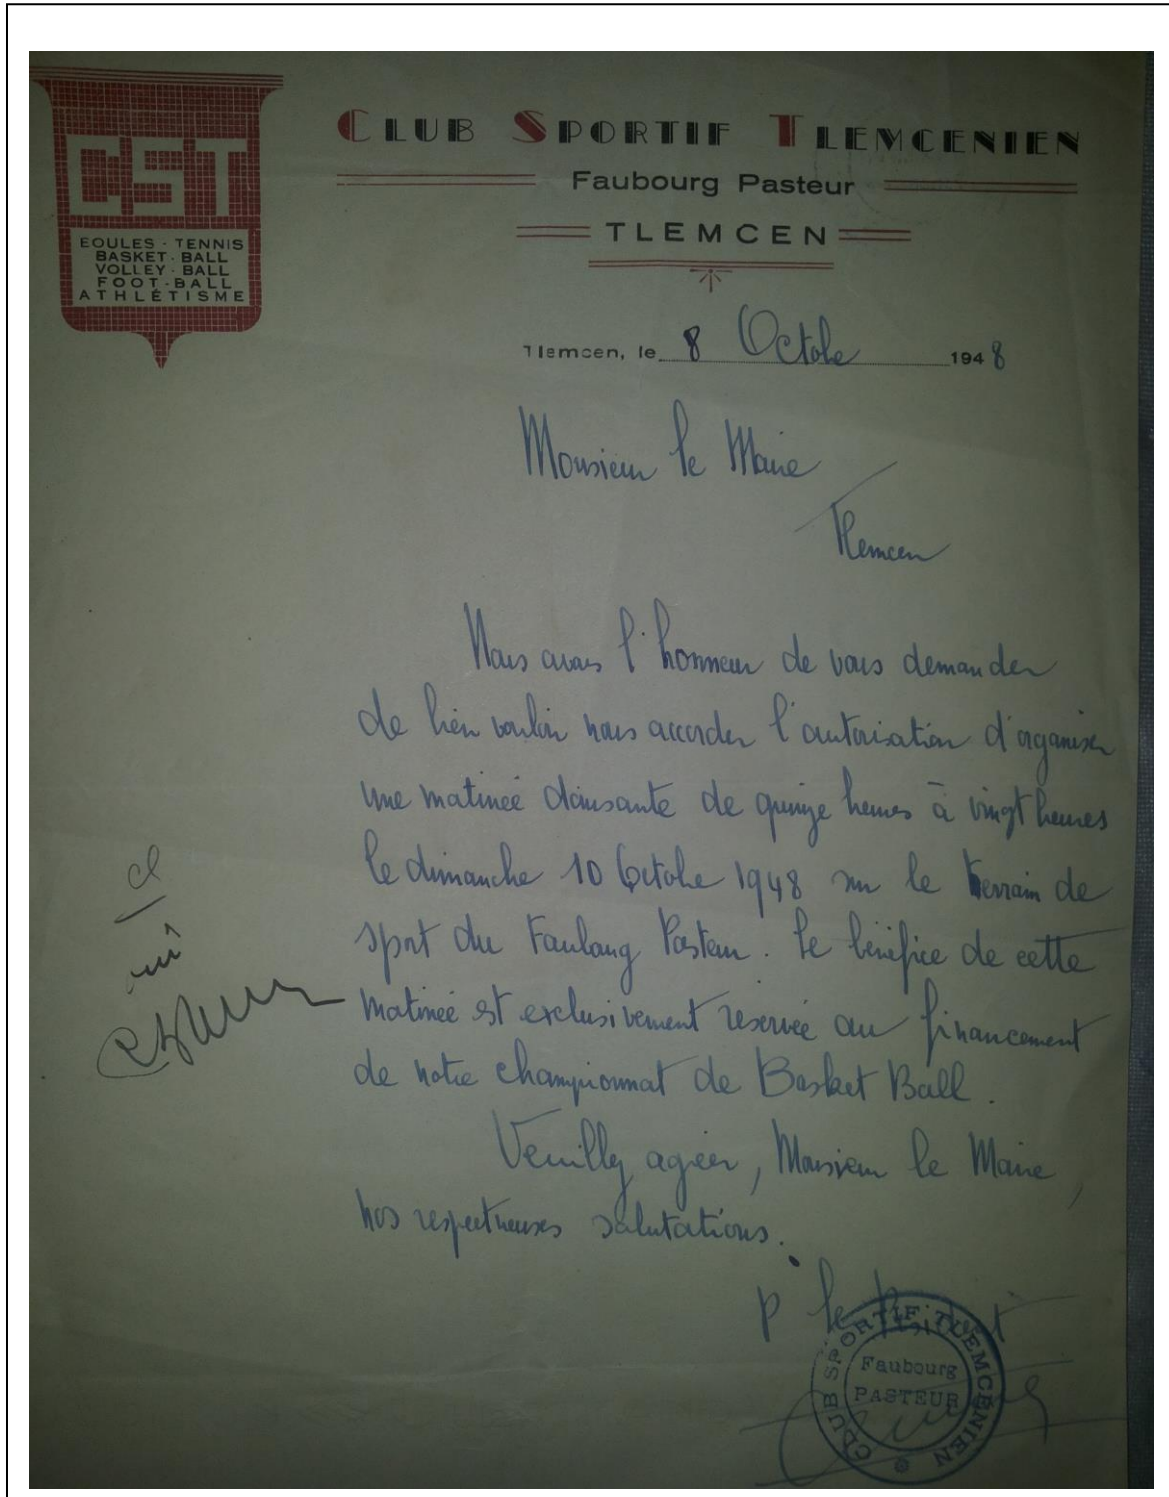 CST
BOULES - TENNIS
BASKET - BALL
VOLLEY - BALL
FOOT - BALL
ATHLÉTISME
CLUB SPORTIF TLEMCENIEN
Faubourg Pasteur
TLEMCEN
Tlemcen, le 8 Octobre 1948
Monsieur le Maire
Tlemcen
Nous avons l'honneur de vous demander
de bien vouloir nous accorder l'autorisation d'organiser
une matinée dansante de quinze heures à vingt heures
le dimanche 10 Octobre 1948 sur le terrain de
sport du Faubourg Pasteur. Le bénéfice de cette
matinée est exclusivement réservée au financement
de notre championnat de Basket Ball.
Veuillez agréer, Monsieur le Maire,
nos respectueuses salutations.
oui
P. le
CLUB SPORTIF TLEMCENIEN
Faubourg
PASTEUR